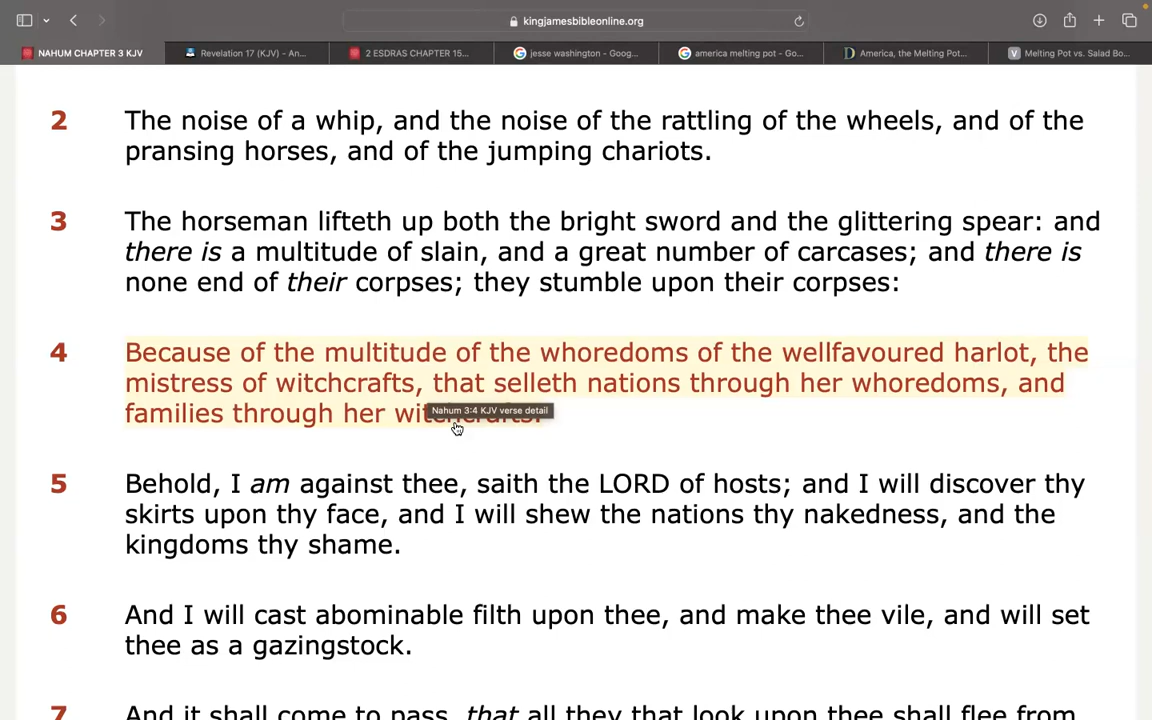 kingjamesbibleonline.org
NAHUM CHAPTER 3 KJV
Revelation 17 (KJV) - An...
2 ESDRAS CHAPTER 15...
jesse washington - Goog...
america melting pot - Go...
America, the Melting Pot...
Melting Pot vs. Salad Bo...
2 The noise of a whip, and the noise of the rattling of the wheels, and of the
pransing horses, and of the jumping chariots.
3 The horseman lifteth up both the bright sword and the glittering spear: and
there is a multitude of slain, and a great number of carcases; and there is
none end of their corpses; they stumble upon their corpses:
4 Because of the multitude of the whoredoms of the wellfavoured harlot, the
mistress of witchcrafts, that selleth nations through her whoredoms, and
families through her witchcrafts.
Nahum 3:4 KJV verse detail
5 Behold, I am against thee, saith the LORD of hosts; and I will discover thy
skirts upon thy face, and I will shew the nations thy nakedness, and the
kingdoms thy shame.
6 And I will cast abominable filth upon thee, and make thee vile, and will set
thee as a gazingstock.
7 And it shall come to pass, that all they that look upon thee shall flee from